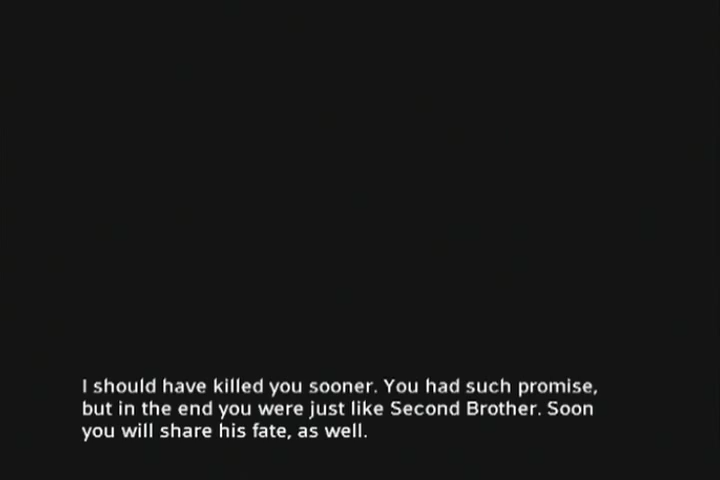 I should have killed you sooner. You had such promise,
but in the end you were just like Second Brother. Soon
you will share his fate, as well.